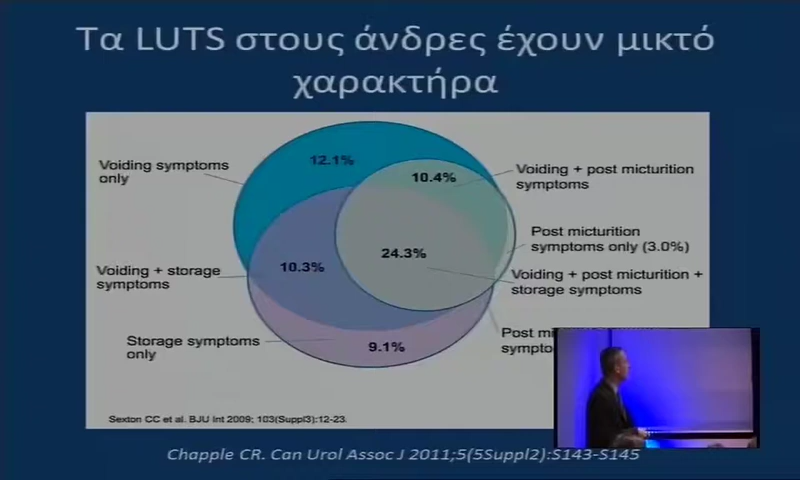 Τα LUTS στους άνδρες έχουν μικτό
χαρακτήρα
Voiding symptoms
only
12.1%
10.4%
Voiding + post micturition
symptoms
Post micturition
symptoms only (3.0%)
24.3%
Voiding + storage
symptoms
10.3%
Voiding + post micturition +
storage symptoms
Storage symptoms
only
9.1%
Post
Sexton CC et al. BJU Int 2009; 103(Suppl3):12-23.
Chapple CR. Can Urol Assoc J 2011;5(5Suppl2):S143-S145